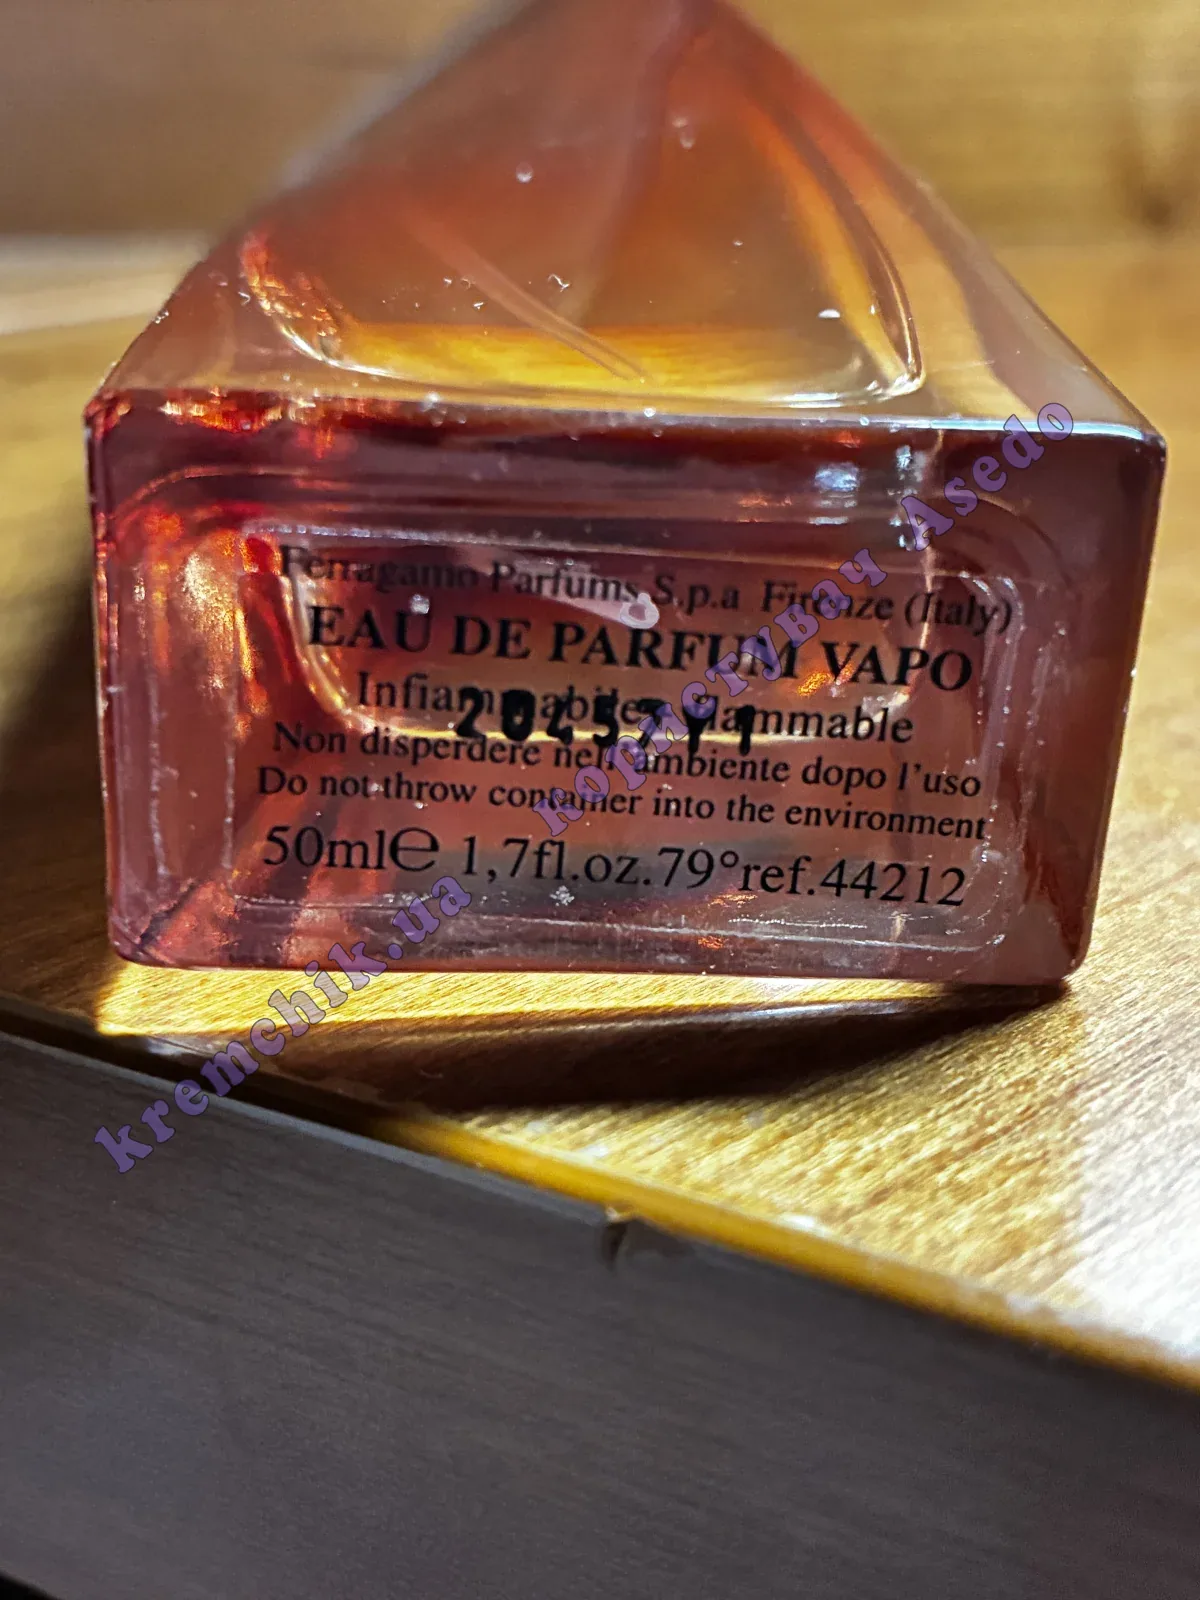 Ferragamo Parfums S.p.a Firenze (Italy)
EAU DE PARFUM VAPO
Infiammabile Flammable
Non disperdere nell'ambiente dopo l'uso
Do not throw container into the environment
50ml℮ 1,7fl.oz.79°ref.44212
kremchik.ua користувач Asedo